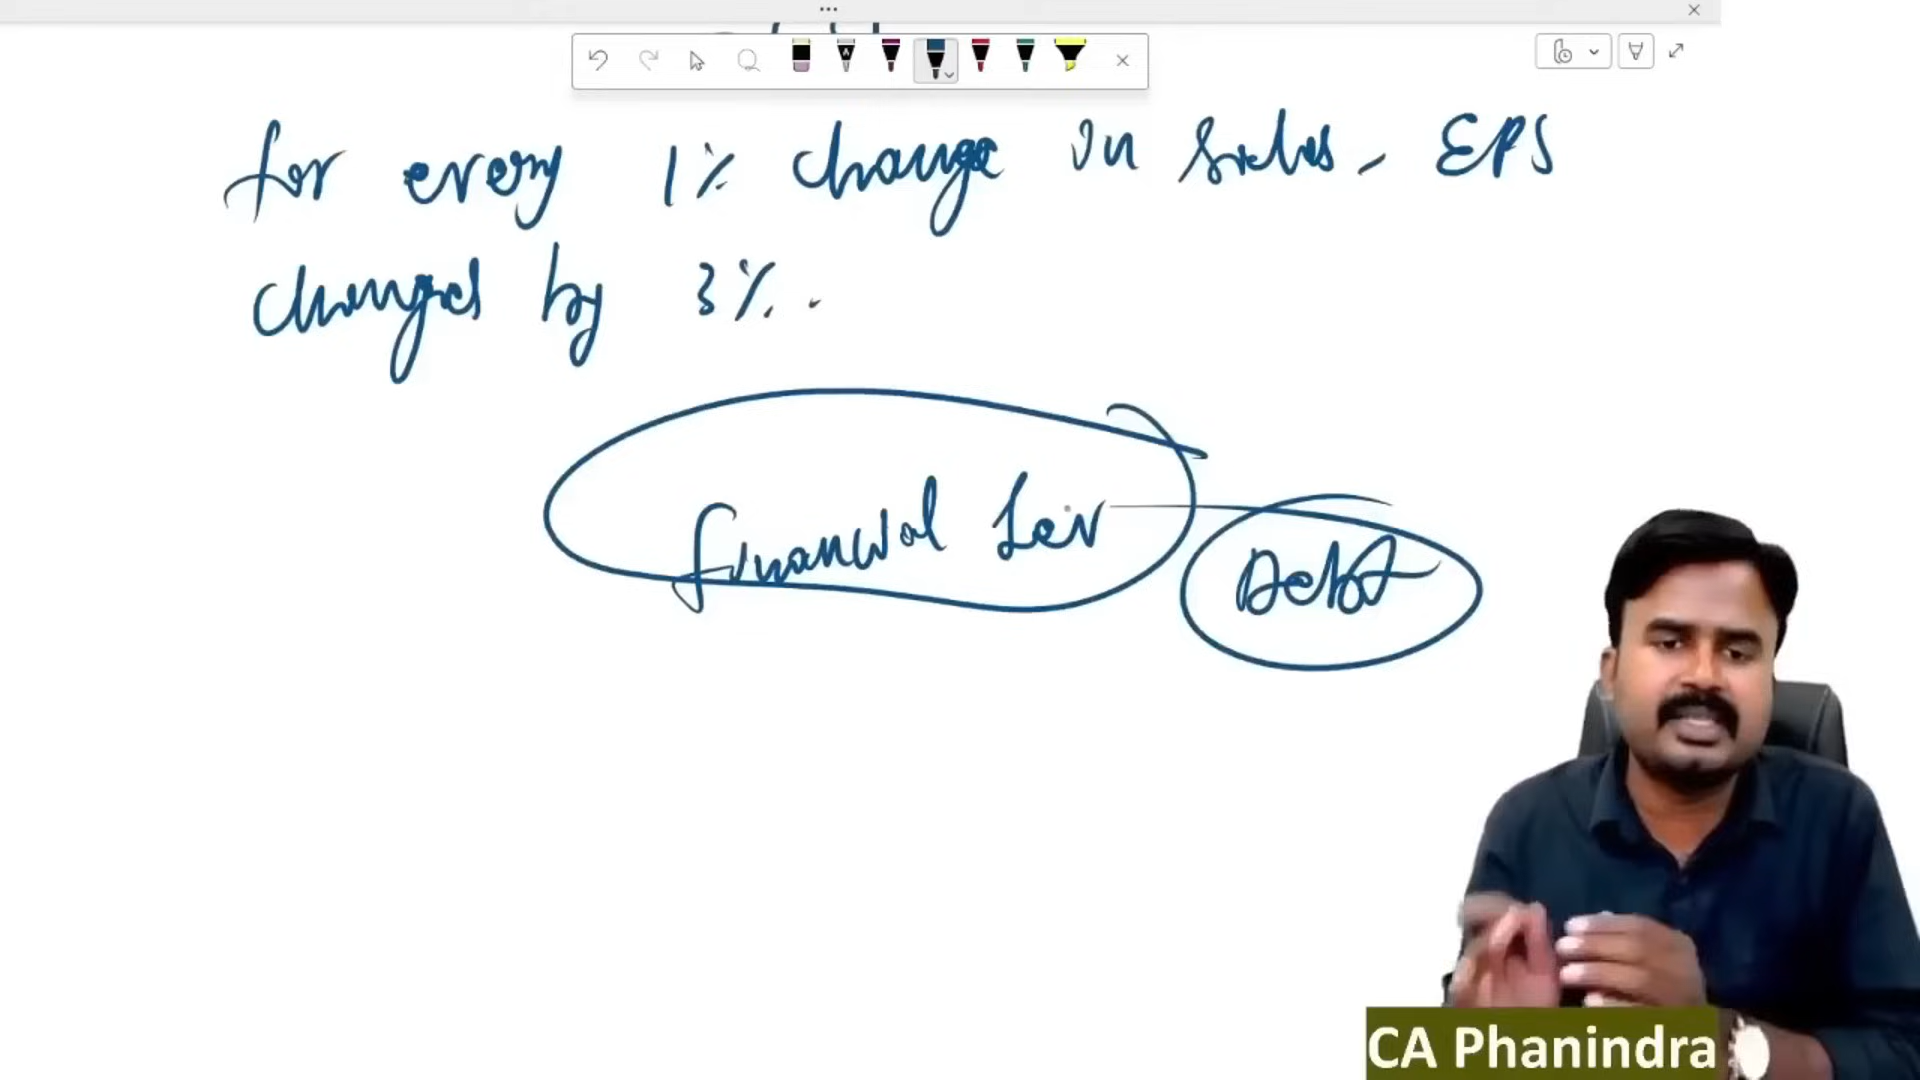 for every 1% change in sales, EPS
changed by 3%.
Financial Lev
Debt
CA Phanindra